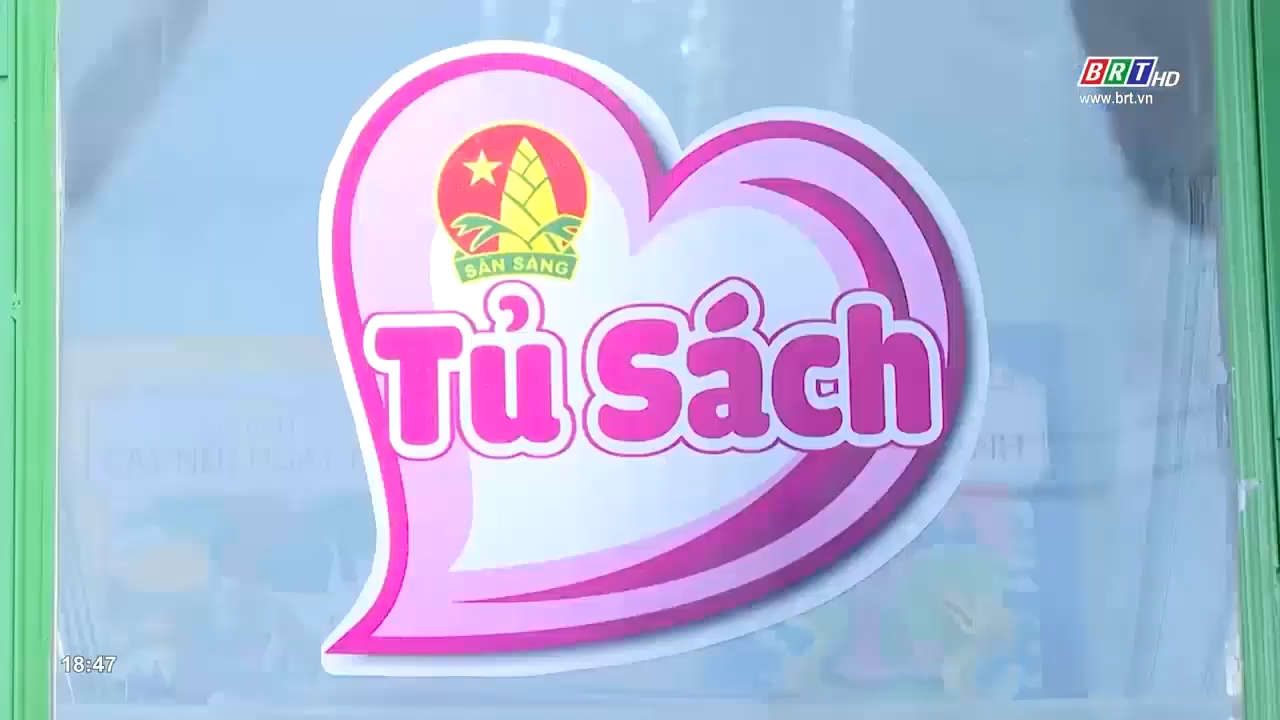 BRT HD
www.brt.vn
SẴN SÀNG
Tủ Sách
18:47